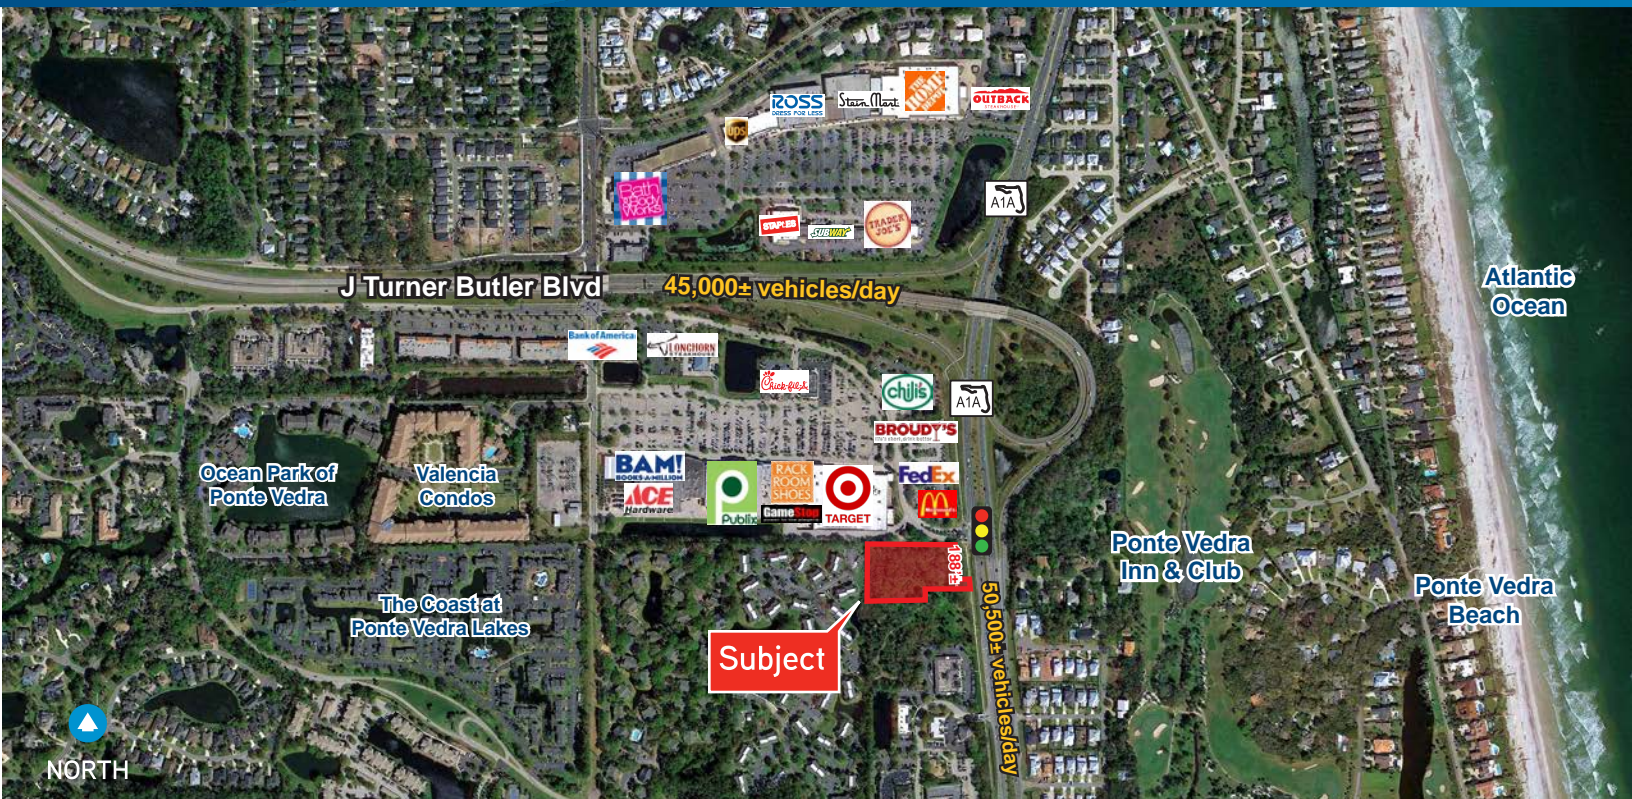 ROSS
DRESS FOR LESS
Stein Mart
THE
HOME
DEPOT
OUTBACK
STEAKHOUSE
ups
Bath
& Body
Works
A1A
STAPLES
SUBWAY
TRADER
JOE'S
J Turner Butler Blvd
45,000± vehicles/day
Atlantic
Ocean
Bank of America
LONGHORN
STEAKHOUSE
Chick-fil-A
chili's
A1A
BROUDY'S
Ocean Park of
Ponte Vedra
Valencia
Condos
BAM!
BOOKS-A-MILLION
ACE
Hardware
Publix
RACK
ROOM
SHOES
GameStop
TARGET
FedEx
McDonald's
188'±
Ponte Vedra
Inn & Club
Ponte Vedra
Beach
The Coast at
Ponte Vedra Lakes
50,500± vehicles/day
Subject
NORTH